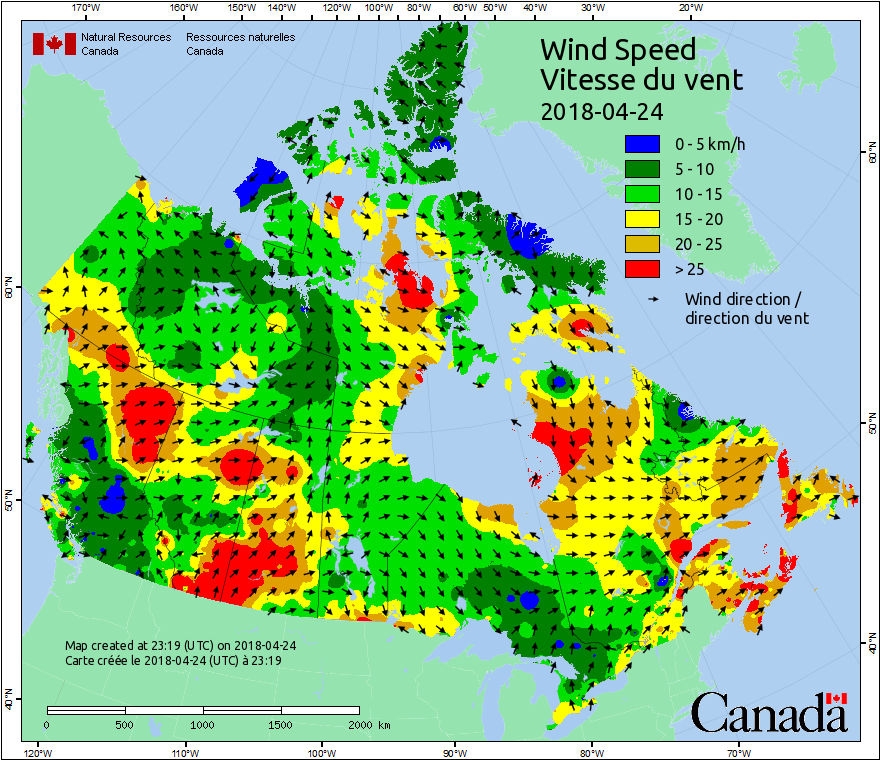 170°W 160°W 150°W 140°W 130°W 120°W 110°W 100°W 90°W 80°W 70°W 60°W 50°W 40°W 30°W 20°W
Natural Resources Ressources naturelles
Canada Canada
Wind Speed
Vitesse du vent
2018-04-24
0 - 5 km/h
5 - 10
10 - 15
15 - 20
20 - 25
> 25
Wind direction /
direction du vent
60°N
60°N
50°N
50°N
40°N
40°N
Map created at 23:19 (UTC) on 2018-04-24
Carte créée le 2018-04-24 (UTC) à 23:19
0 500 1000 1500 2000 km
Canada
120°W 110°W 100°W 90°W 80°W 70°W